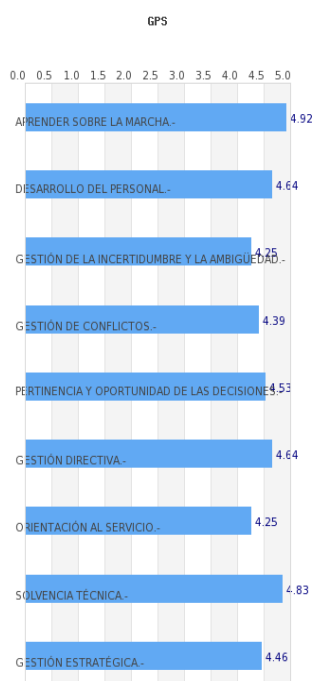 GPS
0.0 0.5 1.0 1.5 2.0 2.5 3.0 3.5 4.0 4.5 5.0
APRENDER SOBRE LA MARCHA.- 4.92
DESARROLLO DEL PERSONAL.- 4.64
GESTIÓN DE LA INCERTIDUMBRE Y LA AMBIGÜEDAD.- 4.25
GESTIÓN DE CONFLICTOS.- 4.39
PERTINENCIA Y OPORTUNIDAD DE LAS DECISIONES.- 4.53
GESTIÓN DIRECTIVA.- 4.64
ORIENTACIÓN AL SERVICIO.- 4.25
SOLVENCIA TÉCNICA.- 4.83
GESTIÓN ESTRATÉGICA.- 4.46